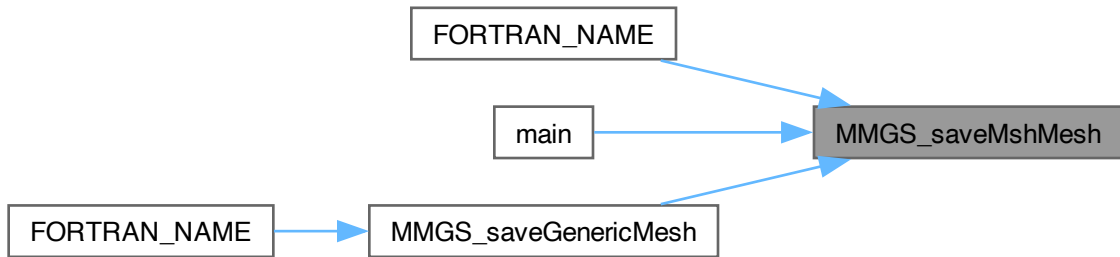 FORTRAN_NAME
main
MMGS_saveMshMesh
FORTRAN_NAME
MMGS_saveGenericMesh